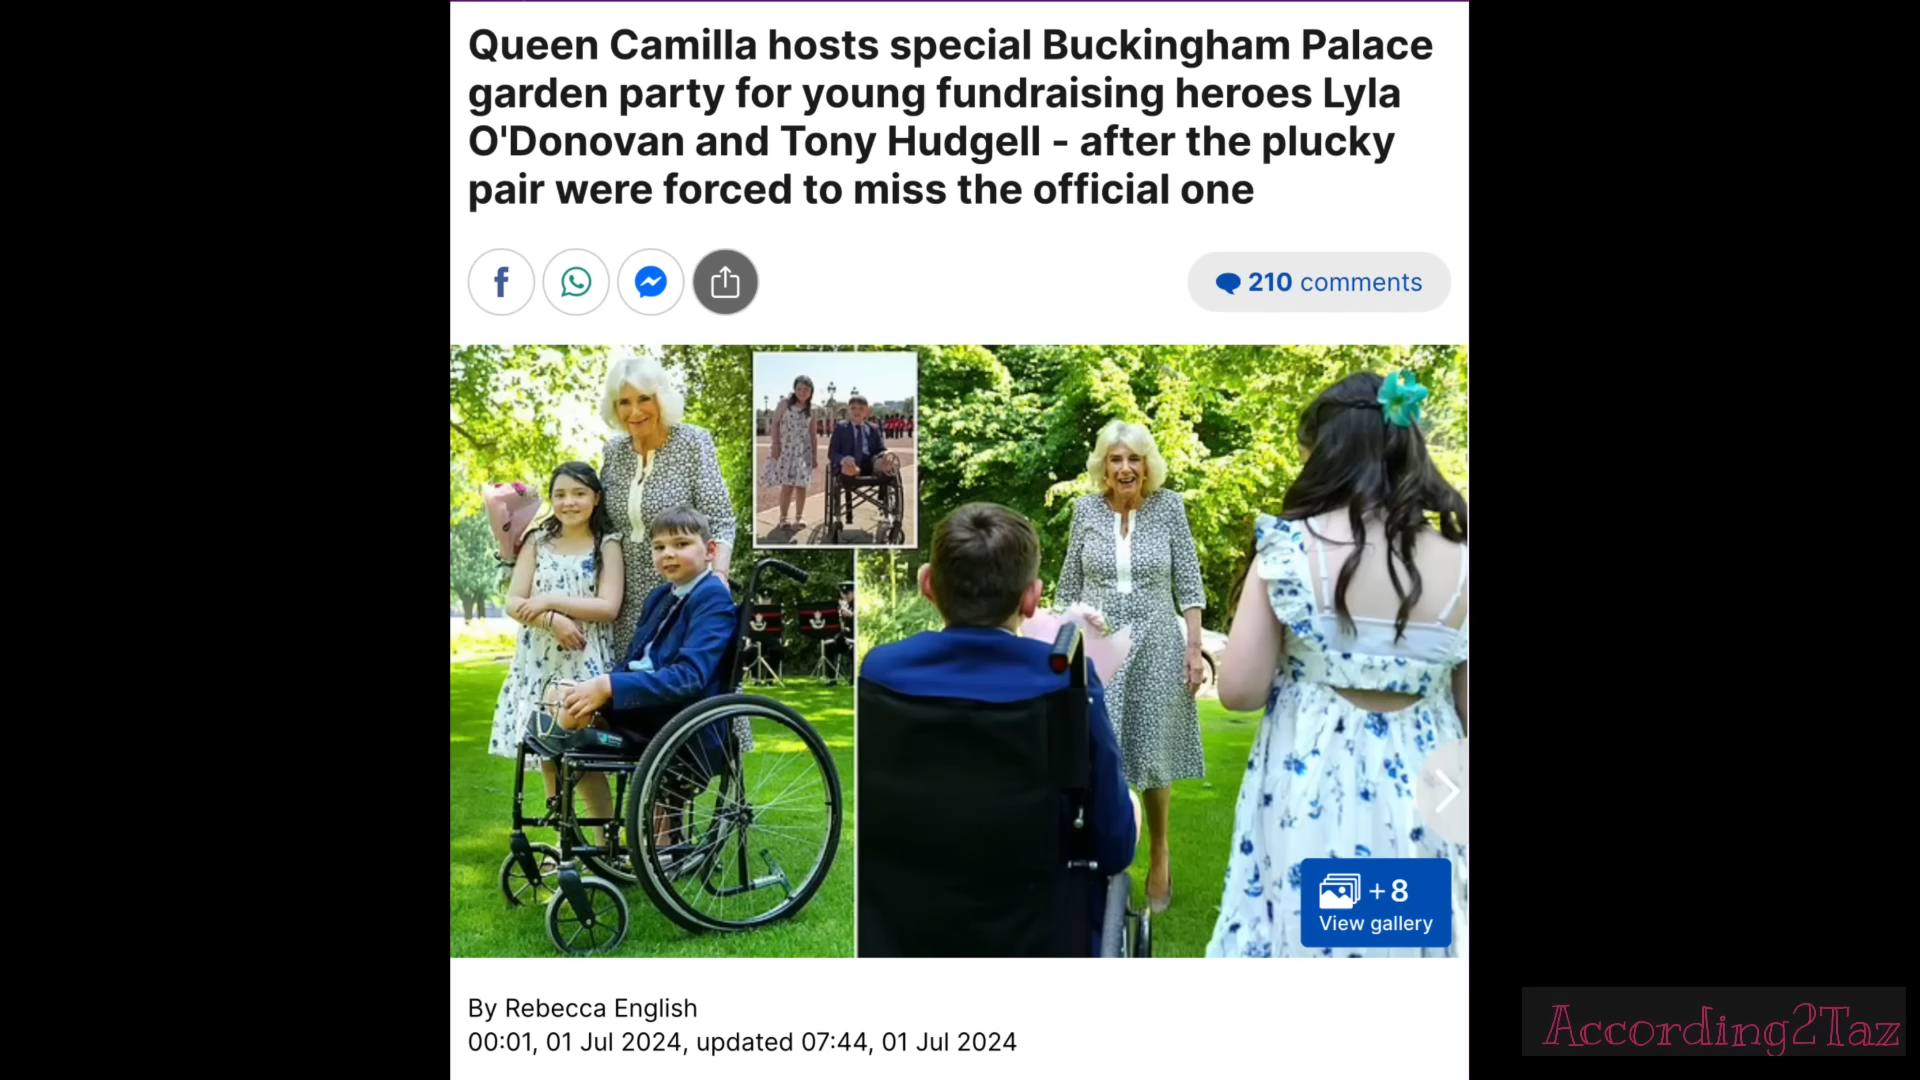 Queen Camilla hosts special Buckingham Palace
garden party for young fundraising heroes Lyla
O'Donovan and Tony Hudgell - after the plucky
pair were forced to miss the official one
210 comments
+8
View gallery
By Rebecca English
00:01, 01 Jul 2024, updated 07:44, 01 Jul 2024
According2Taz